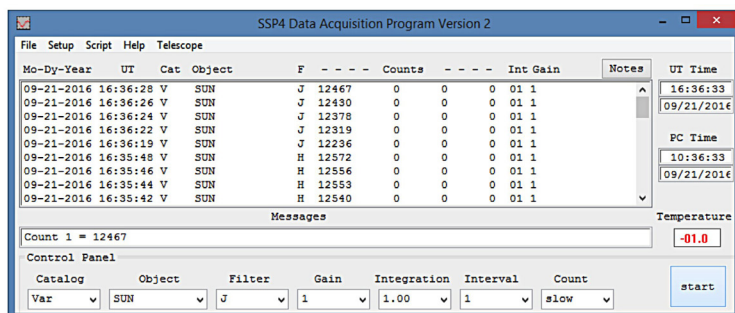 SSP4 Data Acquisition Program Version 2
File Setup Script Help Telescope
Mo-Dy-Year UT Cat Object F - - - - Counts - - - - Int Gain Notes UT Time
09-21-2016 16:36:28 V SUN J 12467 0 0 0 01 1 16:36:33
09-21-2016 16:36:26 V SUN J 12430 0 0 0 01 1 09/21/2016
09-21-2016 16:36:24 V SUN J 12378 0 0 0 01 1
09-21-2016 16:36:22 V SUN J 12319 0 0 0 01 1
09-21-2016 16:36:19 V SUN J 12236 0 0 0 01 1 PC Time
09-21-2016 16:35:48 V SUN H 12572 0 0 0 01 1 10:36:33
09-21-2016 16:35:46 V SUN H 12556 0 0 0 01 1 09/21/2016
09-21-2016 16:35:44 V SUN H 12553 0 0 0 01 1
09-21-2016 16:35:42 V SUN H 12540 0 0 0 01 1
Messages Temperature
Count 1 = 12467 -01.0
Control Panel
Catalog Object Filter Gain Integration Interval Count
Var SUN J 1 1.00 1 slow start